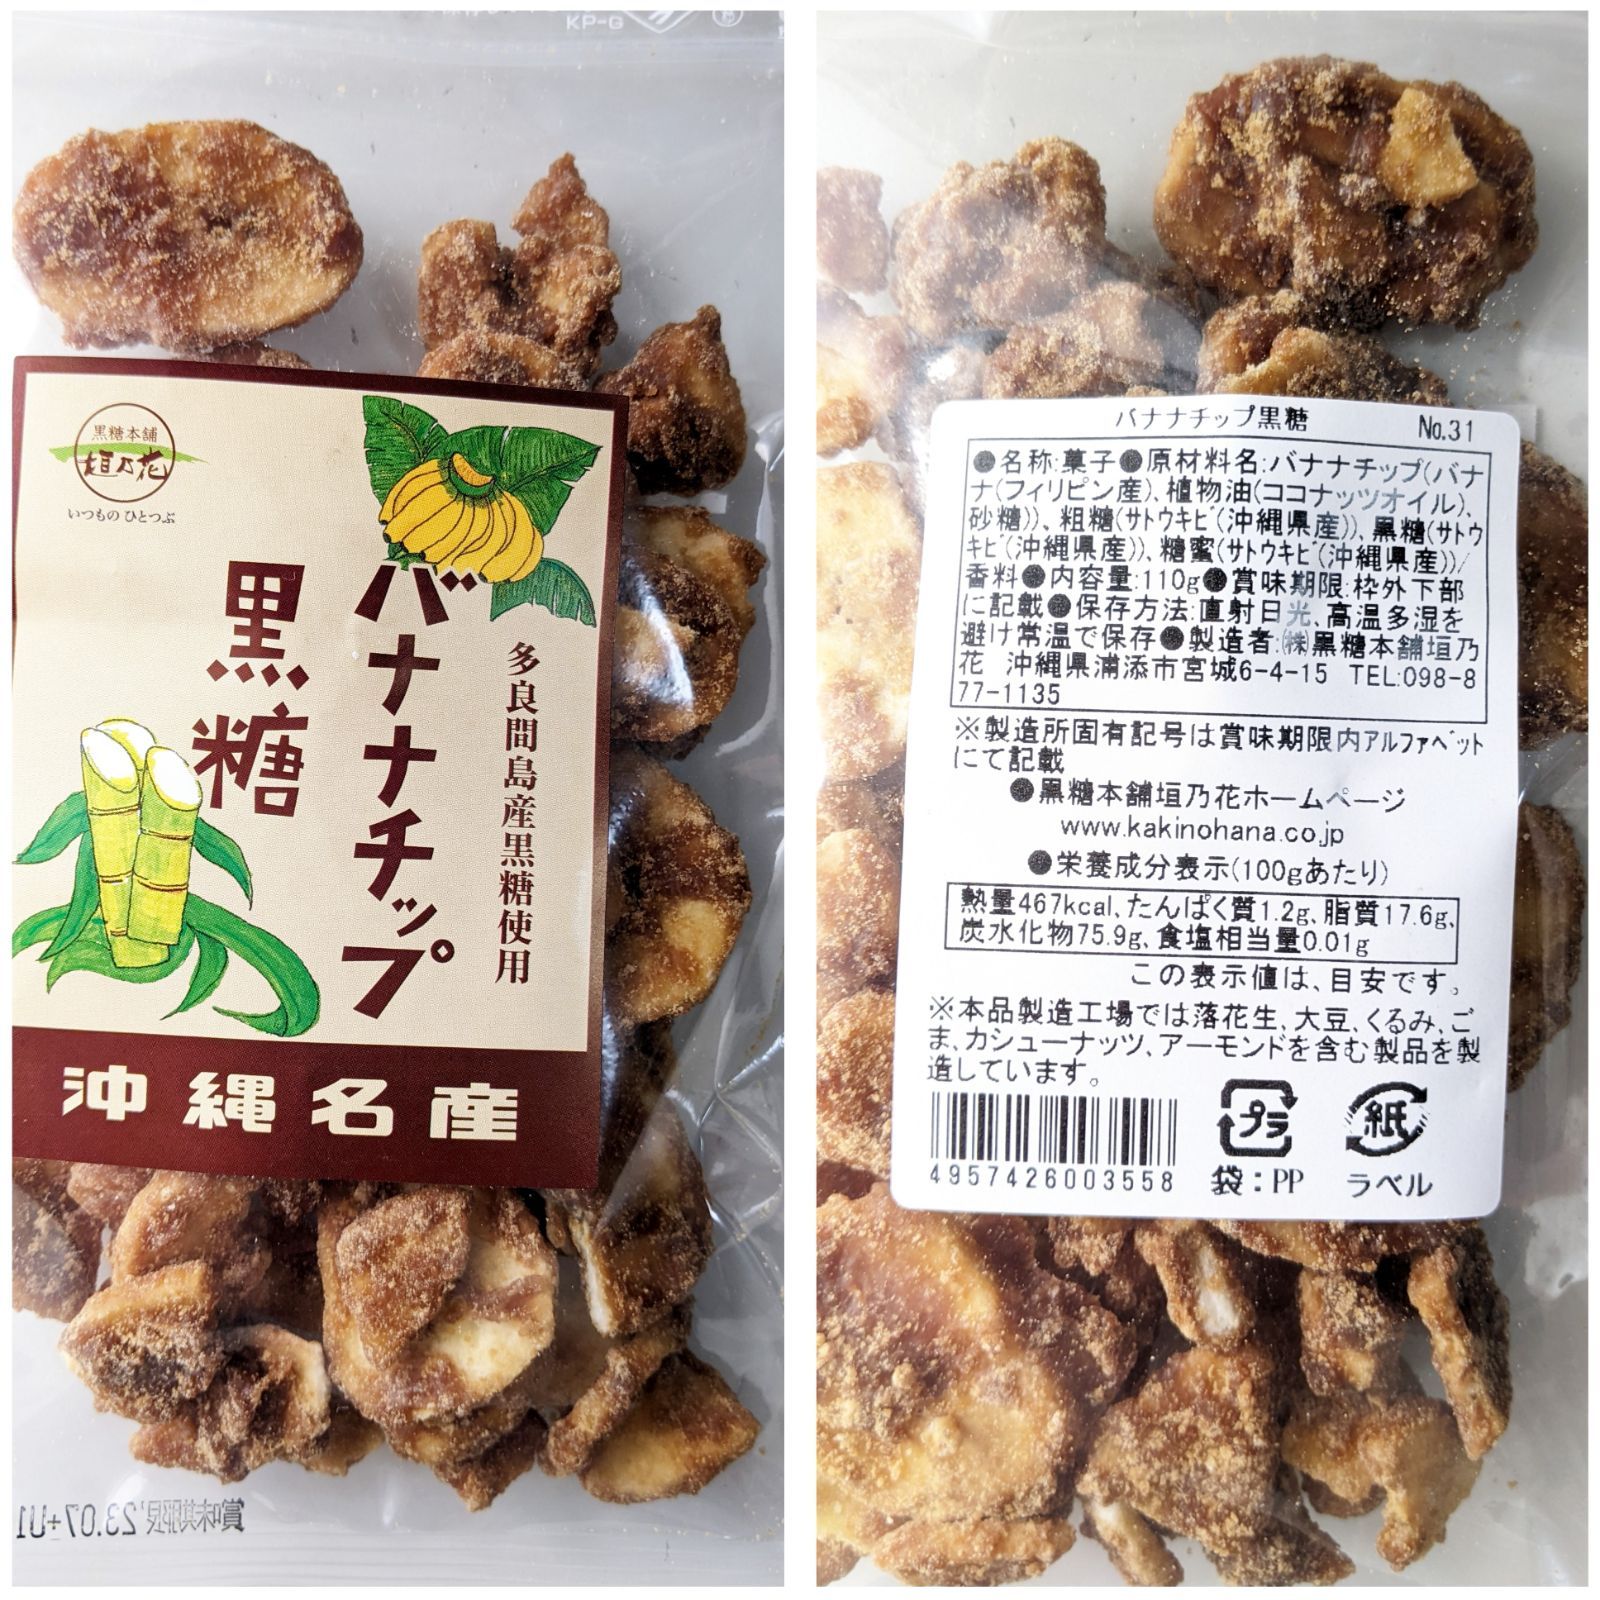 KP-G
黒糖本舗
垣乃花
いつもの ひとつぶ
バナナチップ
黒糖
多良間島産黒糖使用
沖縄名産
賞味期限'23.07+U1
バナナチップ黒糖 No.31
●名称:菓子●原材料名:バナナチップ(バナ
ナ(フィリピン産)、植物油(ココナッツオイル)、
砂糖))、粗糖(サトウキビ(沖縄県産))、黒糖(サトウ
キビ(沖縄県産))、糖蜜(サトウキビ(沖縄県産))/
香料●内容量:110g●賞味期限:枠外下部
に記載●保存方法:直射日光、高温多湿を
避け常温で保存●製造者:㈱黒糖本舗垣乃
花 沖縄県浦添市宮城6-4-15 TEL:098-8
77-1135
※製造所固有記号は賞味期限内アルファベット
にて記載
●黒糖本舗垣乃花ホームページ
www.kakinohana.co.jp
●栄養成分表示(100gあたり)
熱量467kcal、たんぱく質1.2g、脂質17.6g、
炭水化物75.9g、食塩相当量0.01g
この表示値は、目安です。
※本品製造工場では落花生、大豆、くるみ、ご
ま、カシューナッツ、アーモンドを含む製品を製
造しています。
4957426003558
プラ
袋：PP
紙
ラベル